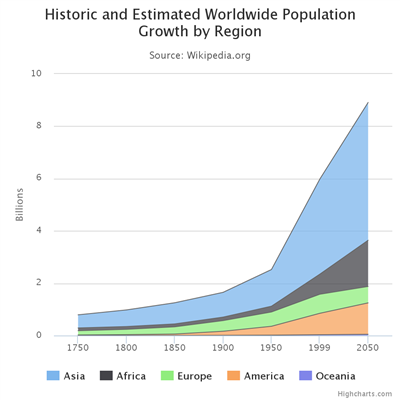 Historic and Estimated Worldwide Population
Growth by Region
Source: Wikipedia.org
Billions
10
8
6
4
2
0
1750 1800 1850 1900 1950 1999 2050
Asia Africa Europe America Oceania
Highcharts.com